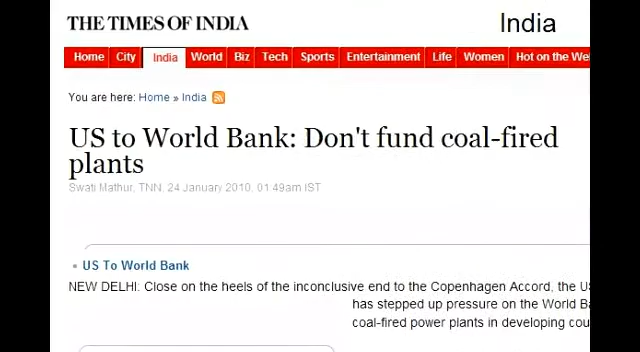 THE TIMES OF INDIA
India
Home City India World Biz Tech Sports Entertainment Life Women Hot on the
You are here: Home » India
US to World Bank: Don't fund coal-fired
plants
Swati Mathur, TNN, 24 January 2010, 01:49am IST
US To World Bank
NEW DELHI: Close on the heels of the inconclusive end to the Copenhagen Accord, the
has stepped up pressure on the World
coal-fired power plants in developing